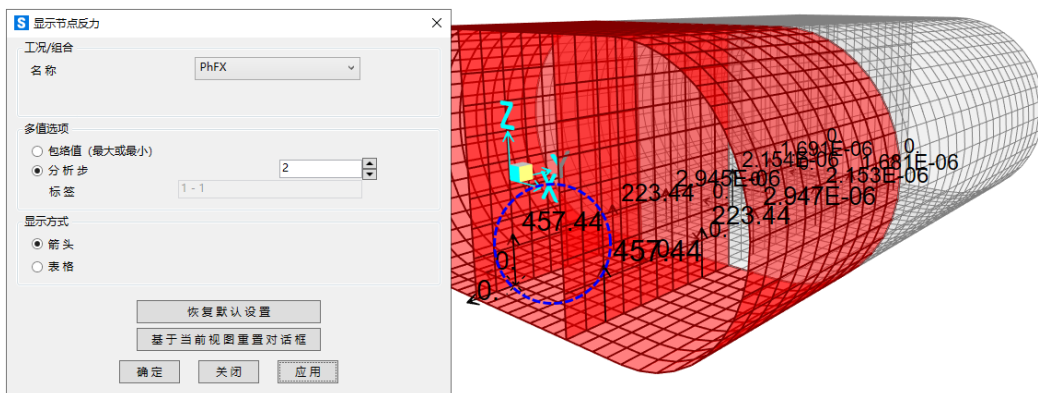 S 显示节点反力
工况/组合
名称 PhFX
多值选项
包络值（最大或最小）
分析步 2
标签 1 - 1
显示方式
箭头
表格
恢复默认设置
基于当前视图重置对话框
确定 关闭 应用
Z
Y
X
0.
1.691E-06
0.
1.681E-06
2.154E-06
2.153E-06
2.945E-06
2.947E-06
223.44
223.44
0.
457.44
457.44
0.
0.